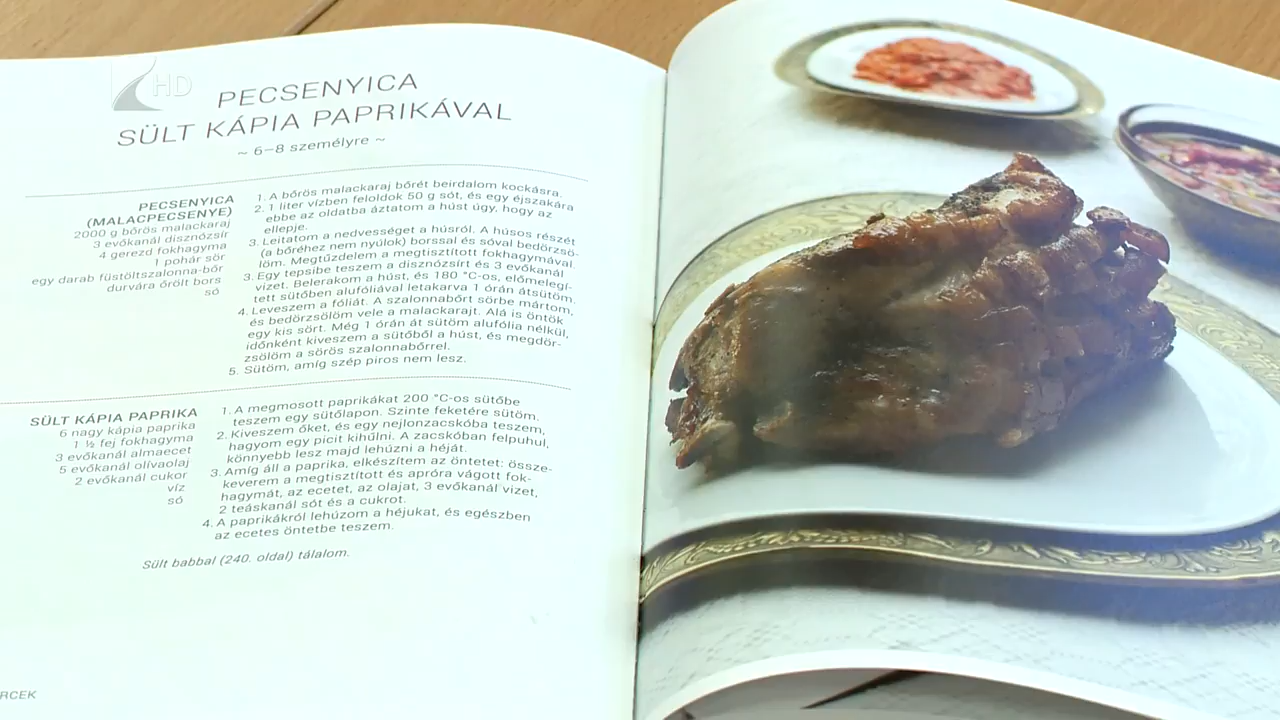 HD
PECSENYICA
SÜLT KÁPIA PAPRIKÁVAL
~ 6–8 személyre ~
PECSENYICA
(MALACPECSENYE)
2000 g bőrös malackaraj
3 evőkanál disznózsír
4 gerezd fokhagyma
1 pohár sör
egy darab füstöltszalonna-bőr
durvára őrölt bors
só
1. A bőrös malackaraj bőrét beirdalom kockásra.
2. 1 liter vízben feloldok 50 g sót, és egy éjszakára
ebbe az oldatba áztatom a húst úgy, hogy az
ellepje.
3. Leitatom a nedvességet a húsról. A húsos részét
(a bőréhez nem nyúlok) borssal és sóval bedörzsö-
löm. Megtűzdelem a megtisztított fokhagymával.
3. Egy tepsibe teszem a disznózsírt és 3 evőkanál
vizet. Belerakom a húst, és 180 °C-os, előmelegí-
tett sütőben alufóliával letakarva 1 órán átsütöm.
4. Leveszem a fóliát. A szalonnabőrt sörbe mártom,
és bedörzsölöm vele a malackarajt. Alá is öntök
egy kis sört. Még 1 órán át sütöm alufólia nélkül,
időnként kiveszem a sütőből a húst, és megdör-
zsölöm a sörös szalonnabőrrel.
5. Sütöm, amíg szép piros nem lesz.
SÜLT KÁPIA PAPRIKA
6 nagy kápia paprika
1 ½ fej fokhagyma
3 evőkanál almaecet
5 evőkanál olívaolaj
2 evőkanál cukor
víz
só
1. A megmosott paprikákat 200 °C-os sütőbe
teszem egy sütőlapon. Szinte feketére sütöm.
2. Kiveszem őket, és egy nejlonzacskóba teszem,
hagyom egy picit kihűlni. A zacskóban felpuhul,
könnyebb lesz majd lehúzni a héját.
3. Amíg áll a paprika, elkészítem az öntetet: össze-
keverem a megtisztított és apróra vágott fok-
hagymát, az ecetet, az olajat, 3 evőkanál vizet,
2 teáskanál sót és a cukrot.
4. A paprikákról lehúzom a héjukat, és egészben
az ecetes öntetbe teszem.
Sült babbal (240. oldal) tálalom.
RCEK